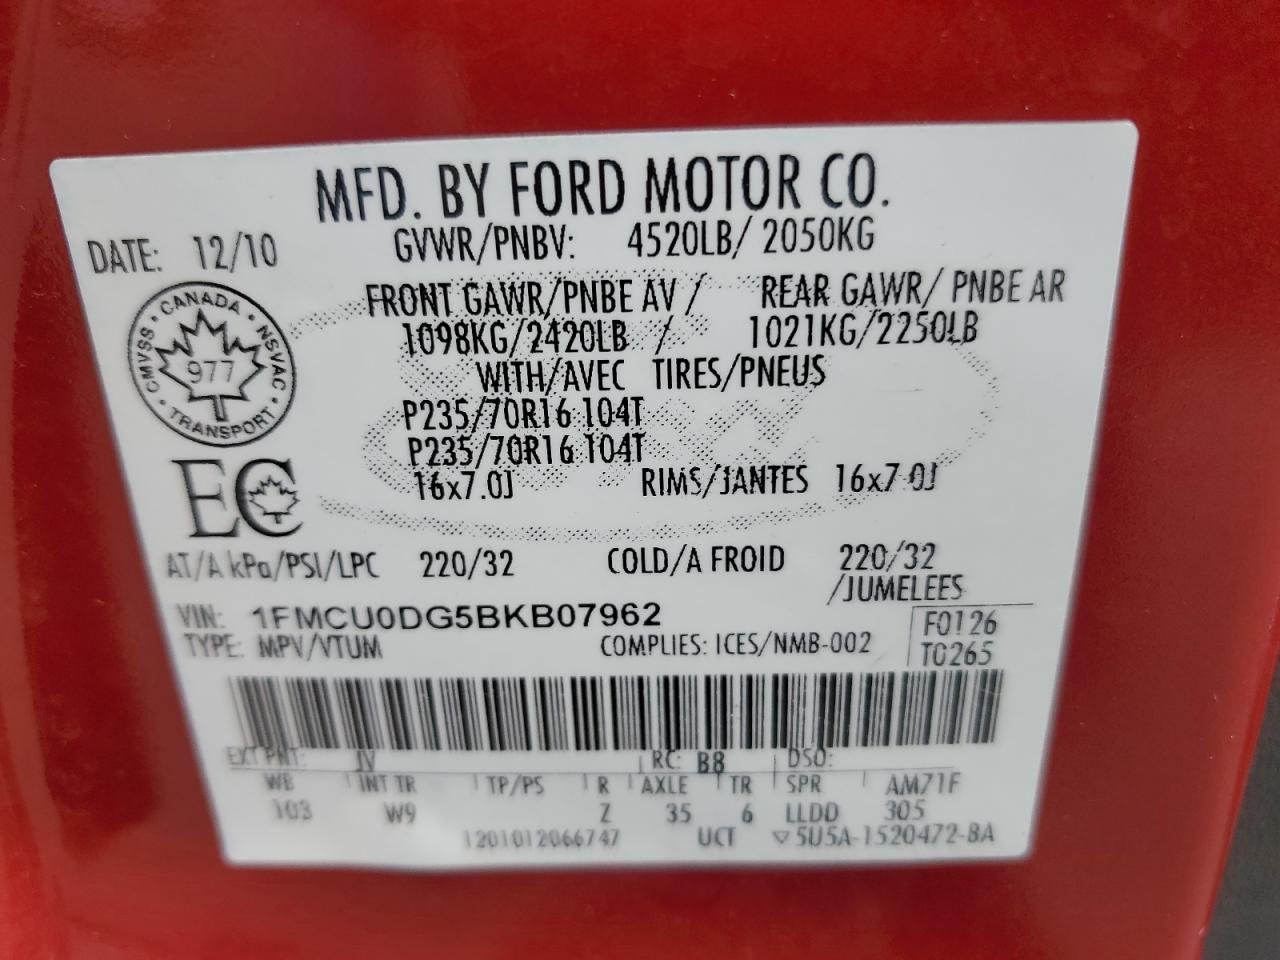 MFD. BY FORD MOTOR CO.
DATE: 12/10 GVWR/PNBV: 4520LB/ 2050KG
FRONT GAWR/PNBE AV / REAR GAWR/ PNBE AR
1098KG/2420LB / 1021KG/2250LB
WITH/AVEC TIRES/PNEUS
P235/70R16 104T
P235/70R16 104T
16x7.0J RIMS/JANTES 16x7.0J
CANADA • NSVAC • TRANSPORT • CMVSS •
977
EC
AT/A kPa/PSI/LPC 220/32 COLD/A FROID 220/32
/JUMELEES
VIN: 1FMCU0DG5BKB07962 F0126
TYPE: MPV/VTUM COMPLIES: ICES/NMB-002 T0265
EXT PNT: JV RC: B8 DSO:
WB INT TR TP/PS R AXLE TR SPR AM71F
103 W9 Z 35 6 LLDD 305
1201012066747 UCT ▽5U5A-1520472-BA